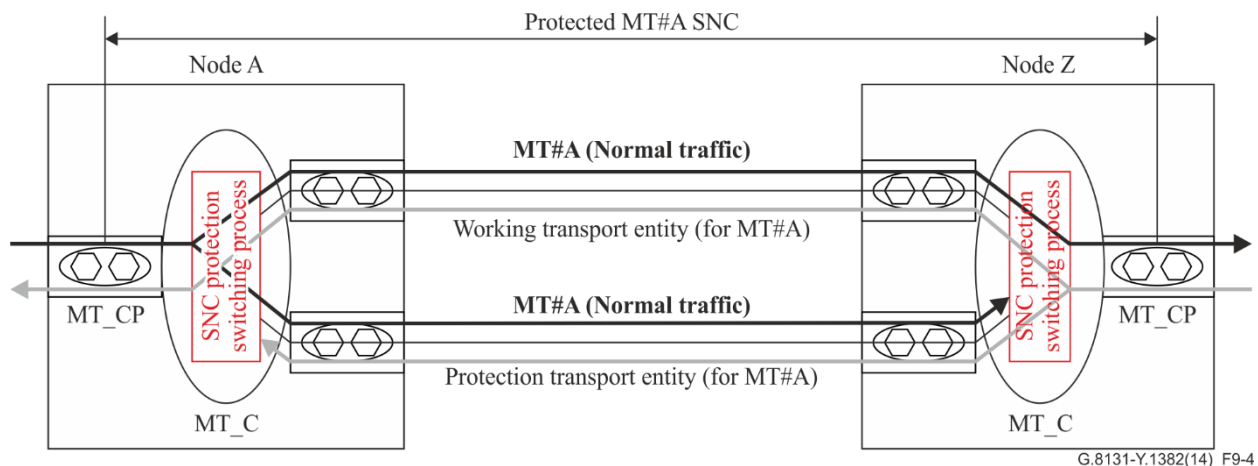 Protected MT#A SNC
Node A
Node Z
MT#A (Normal traffic)
Working transport entity (for MT#A)
MT#A (Normal traffic)
Protection transport entity (for MT#A)
SNC protection
switching process
SNC protection
switching process
MT_CP
MT_CP
MT_C
MT_C
G.8131-Y.1382(14) F9-4